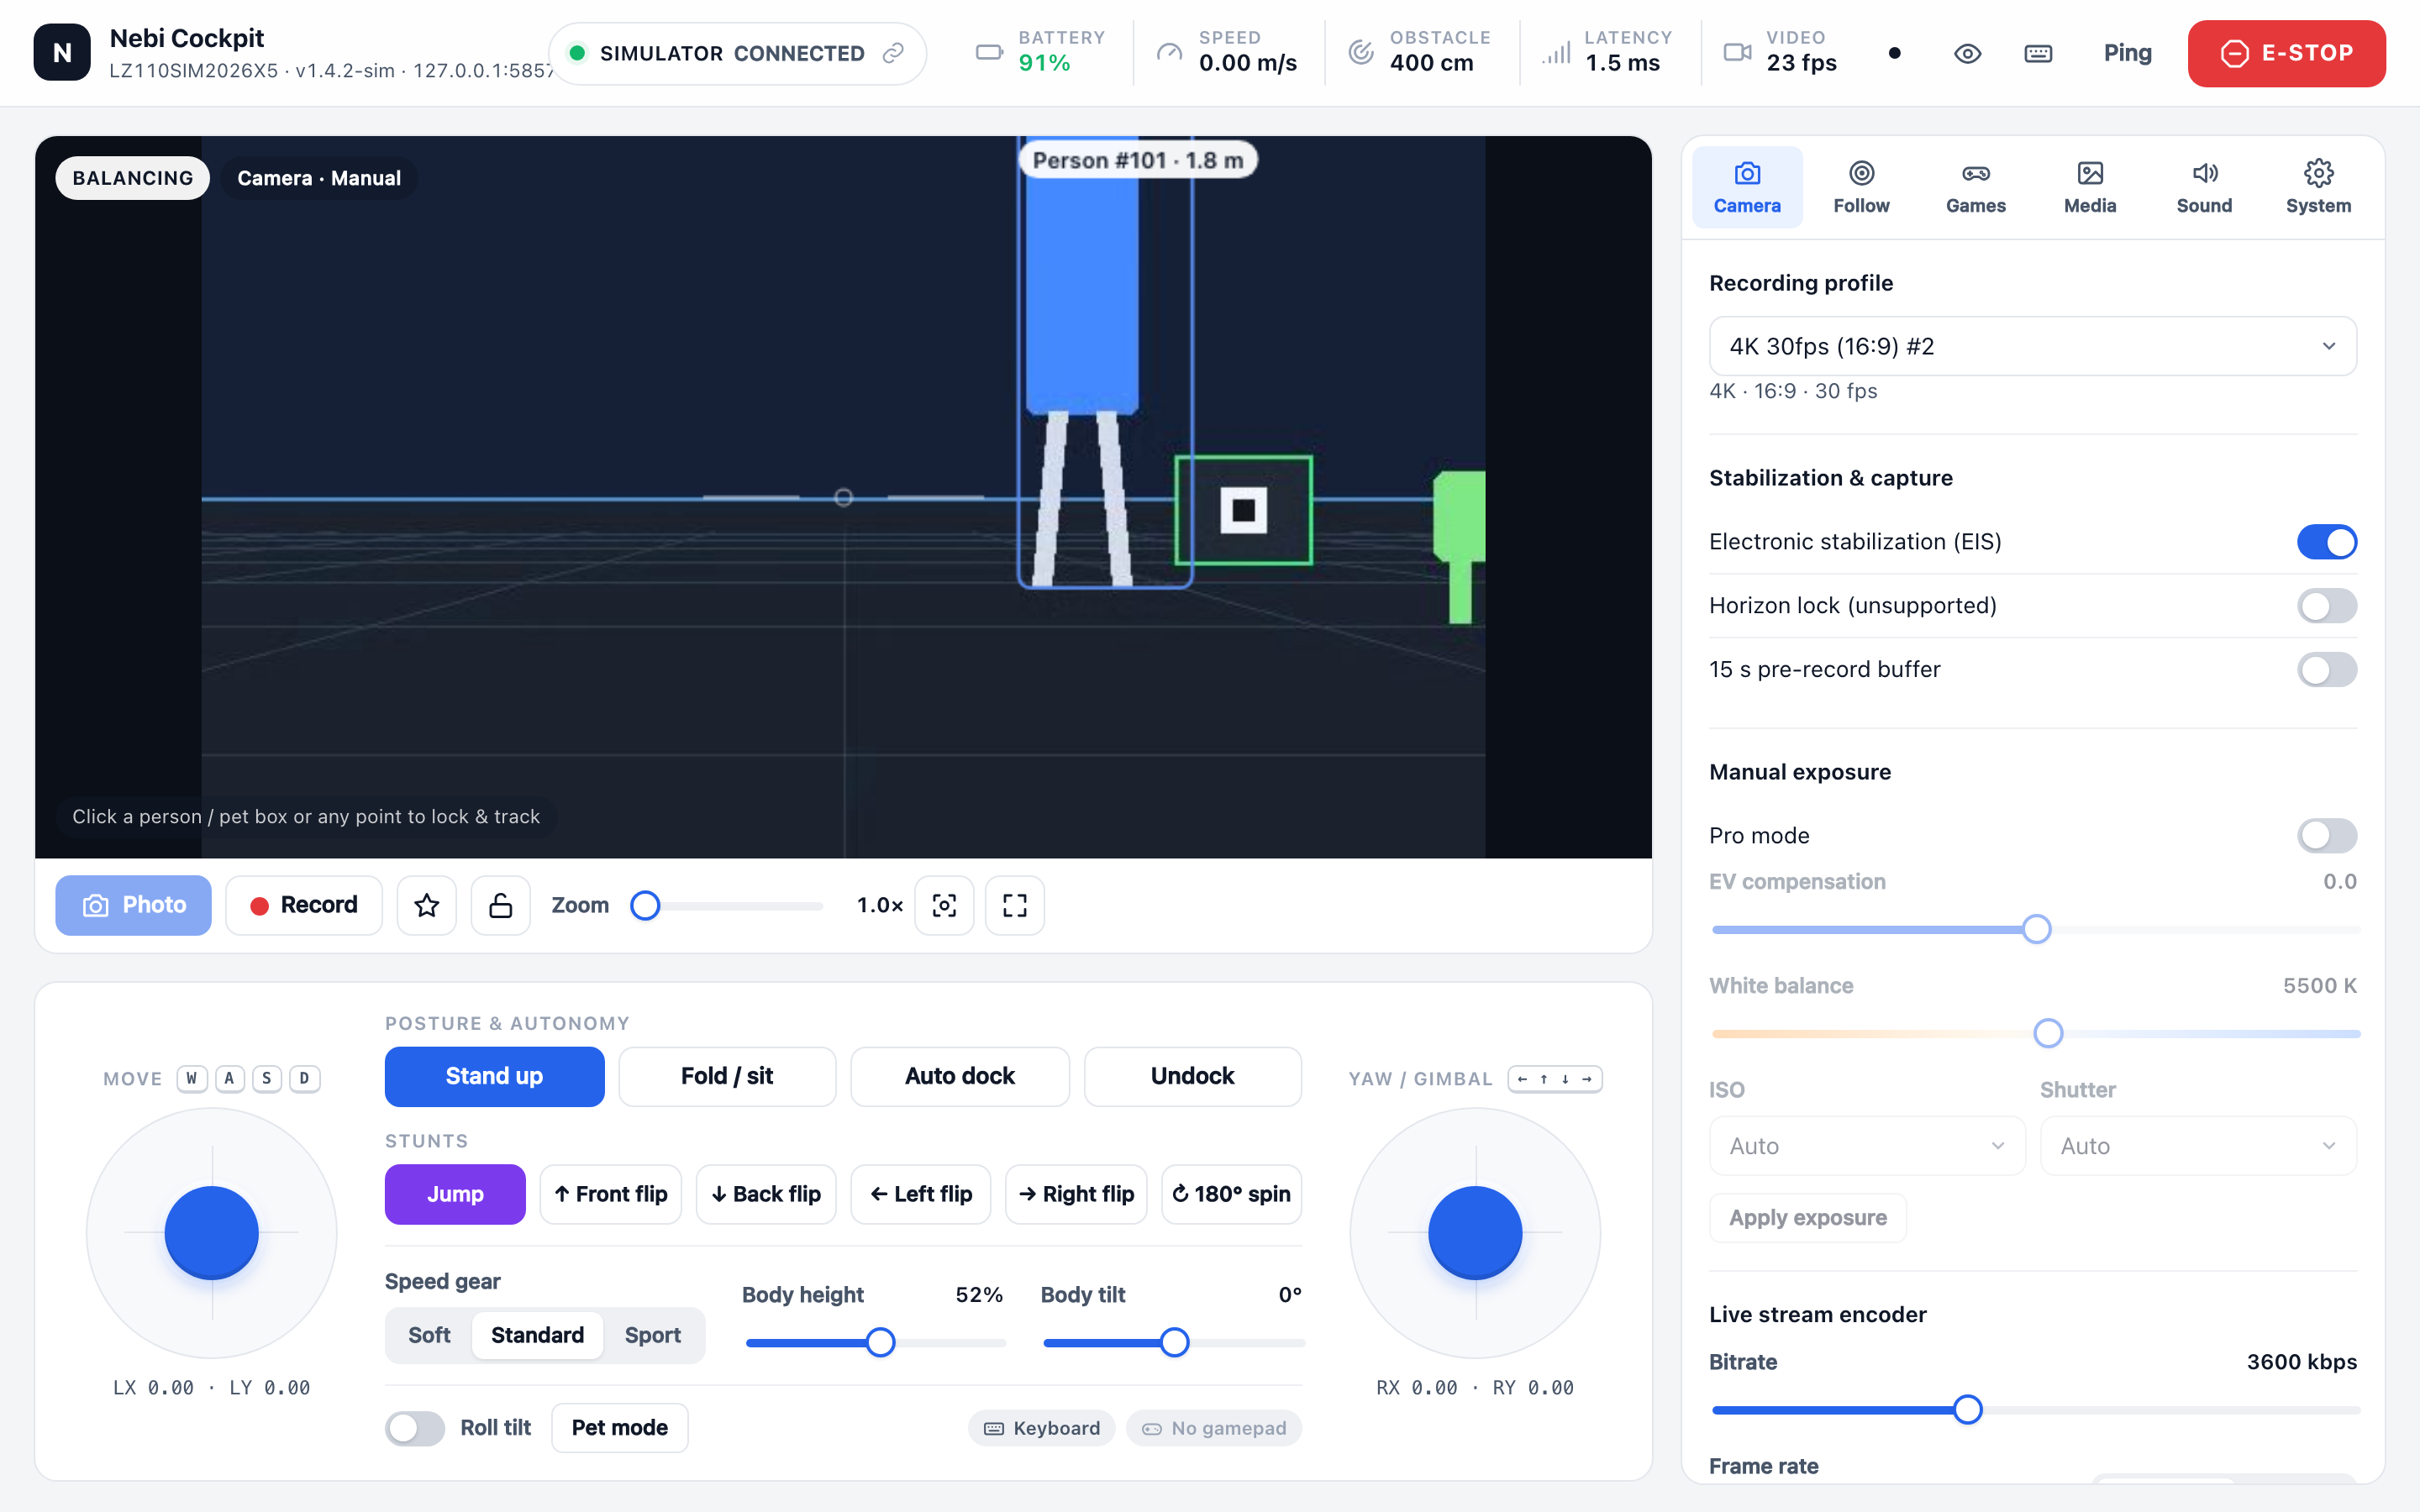 N
Nebi Cockpit
LZ110SIM2026X5 · v1.4.2-sim · 127.0.0.1:5857
SIMULATOR CONNECTED
BATTERY
91%
SPEED
0.00 m/s
OBSTACLE
400 cm
LATENCY
1.5 ms
VIDEO
23 fps
Ping
E-STOP
BALANCING
Camera · Manual
Person #101 · 1.8 m
Click a person / pet box or any point to lock & track
Photo
Record
Zoom
1.0×
MOVE W A S D
LX 0.00 · LY 0.00
POSTURE & AUTONOMY
Stand up
Fold / sit
Auto dock
Undock
STUNTS
Jump
↑ Front flip
↓ Back flip
← Left flip
→ Right flip
↻ 180° spin
Speed gear
Soft
Standard
Sport
Body height
52%
Body tilt
0°
Roll tilt
Pet mode
Keyboard
No gamepad
YAW / GIMBAL ← ↑ ↓ →
RX 0.00 · RY 0.00
Camera
Follow
Games
Media
Sound
System
Recording profile
4K 30fps (16:9) #2
4K · 16:9 · 30 fps
Stabilization & capture
Electronic stabilization (EIS)
Horizon lock (unsupported)
15 s pre-record buffer
Manual exposure
Pro mode
EV compensation
0.0
White balance
5500 K
ISO
Shutter
Auto
Auto
Apply exposure
Live stream encoder
Bitrate
3600 kbps
Frame rate